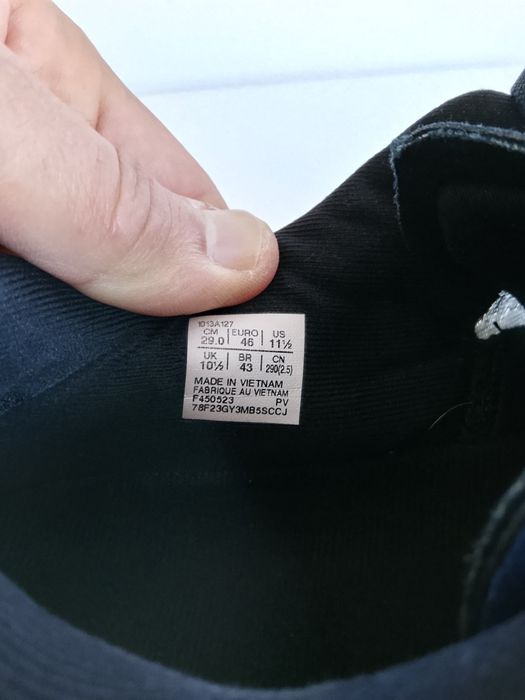 1013A127
CM EURO US
29.0 46 11½
UK BR CN
10½ 43 290(2.5)
MADE IN VIETNAM
FABRIQUE AU VIETNAM
F450523 PV
78F23GY3MB5SCCJ